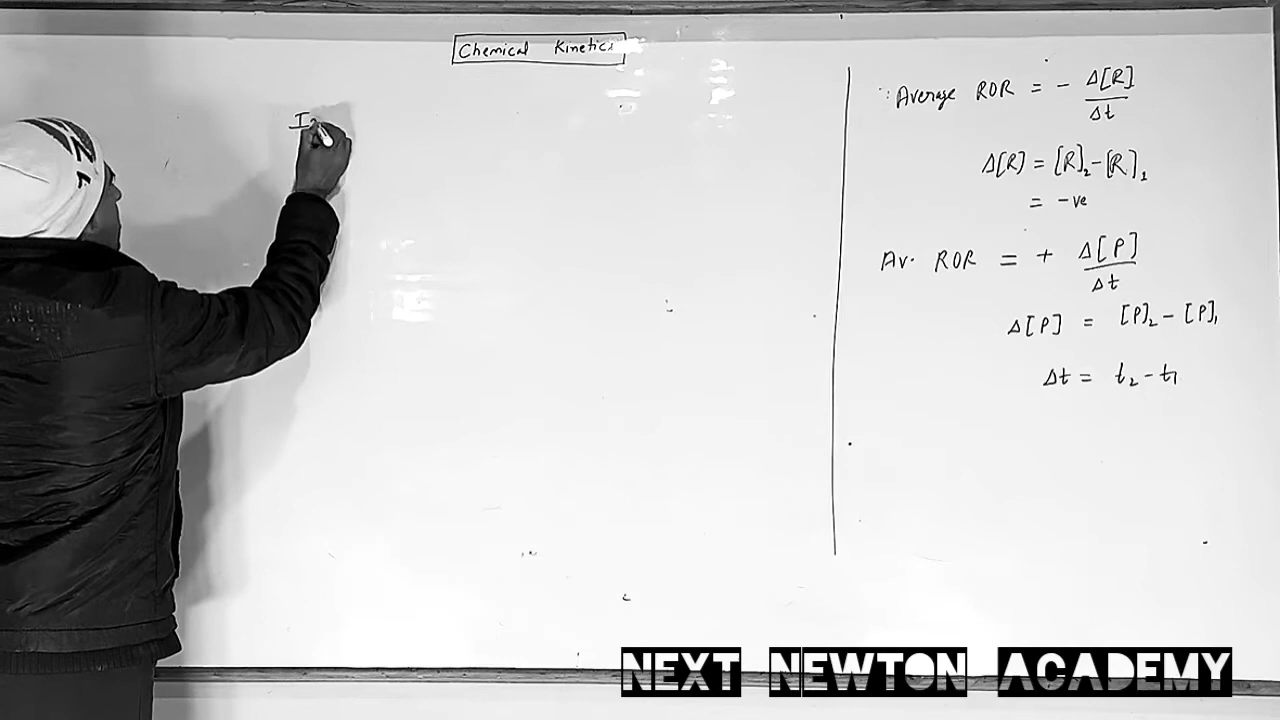 Chemical Kinetics
I
∵ Average ROR = - Δ[R]/Δt
Δ[R] = [R]₂ - [R]₁
= -ve
Av. ROR = + Δ[P]/Δt
Δ[P] = [P]₂ - [P]₁
Δt = t₂ - t₁
NEXT NEWTON ACADEMY